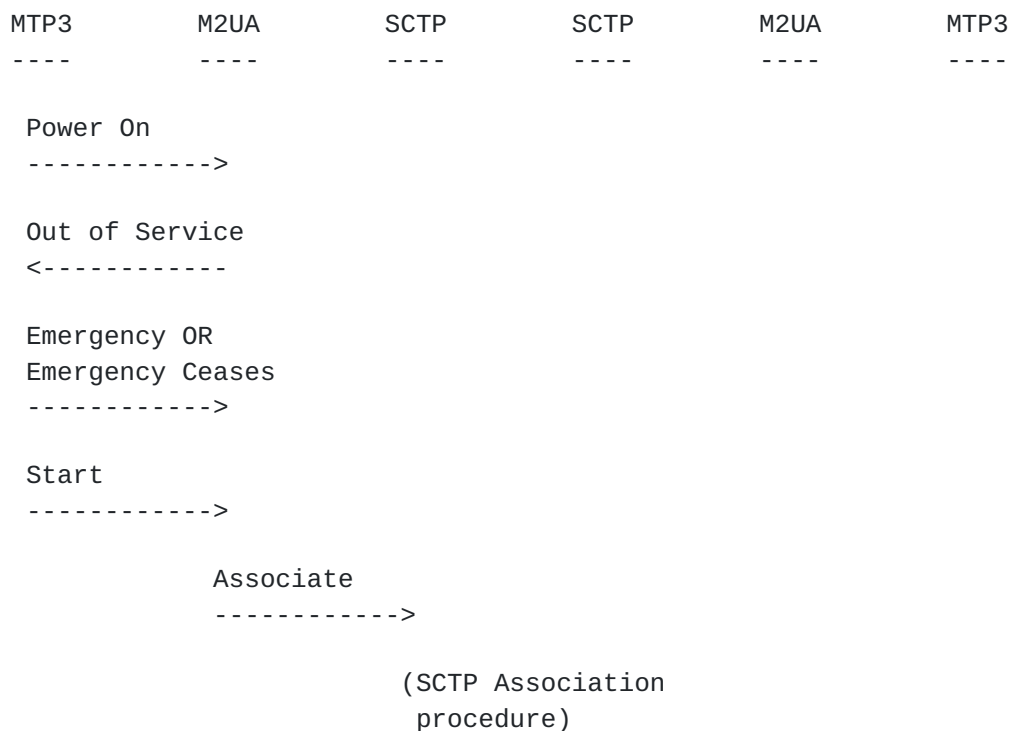 MTP3        M2UA        SCTP        SCTP        M2UA        MTP3
----        ----        ----        ----        ----        ----
 Power On
 ------------>
 Out of Service
 <------------
 Emergency OR
 Emergency Ceases
 ------------>
 Start
 ------------>
             Associate
             ------------>
                         (SCTP Association
                          procedure)